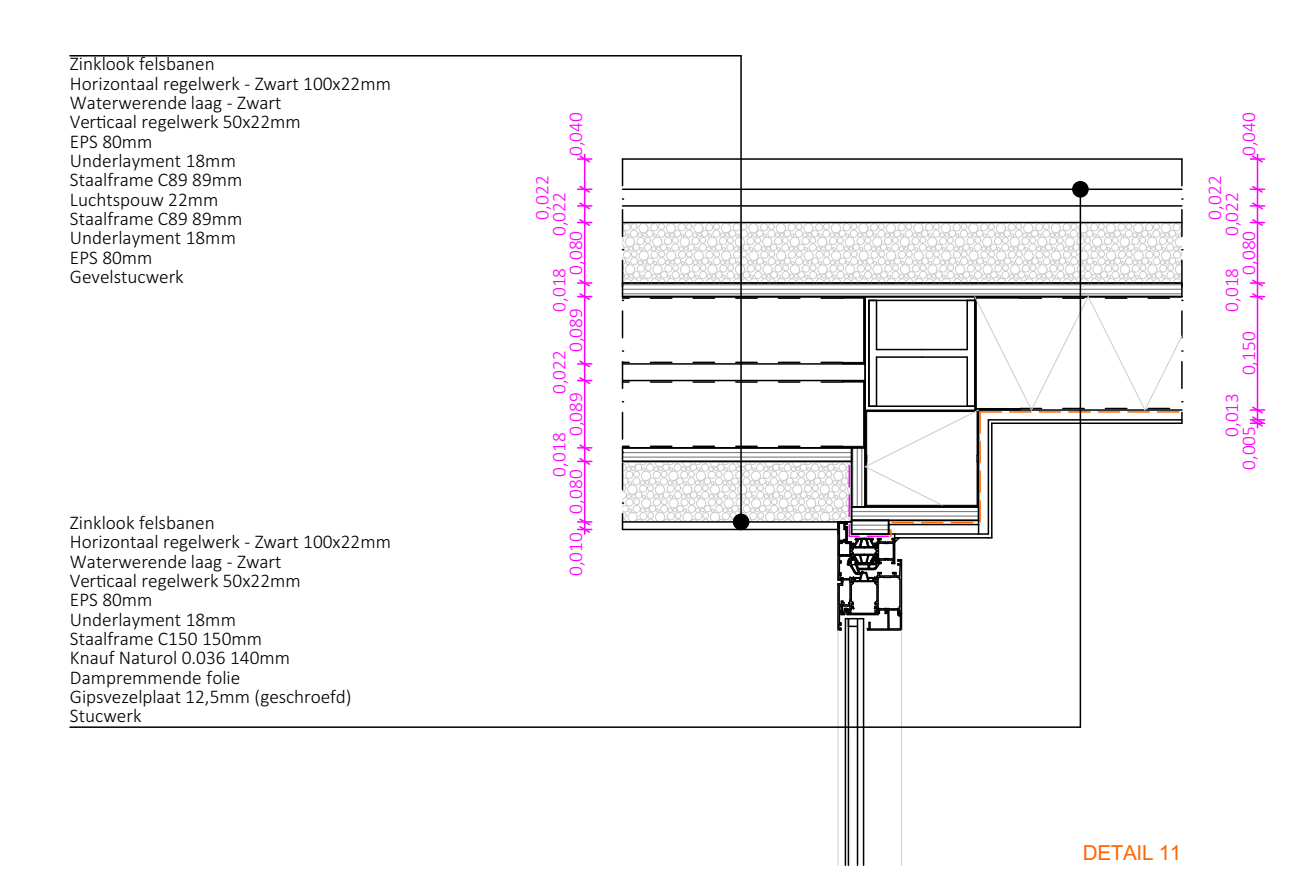 Zinklook felsbanen
Horizontaal regelwerk - Zwart 100x22mm
Waterwerende laag - Zwart
Verticaal regelwerk 50x22mm
EPS 80mm
Underlayment 18mm
Staalframe C89 89mm
Luchtspouw 22mm
Staalframe C89 89mm
Underlayment 18mm
EPS 80mm
Gevelstucwerk
0,040
0,022
0,022
0,080
0,018
0,089
0,022
0,089
0,018
0,080
0,010
0,040
0,022
0,022
0,080
0,018
0,150
0,013
0,005
Zinklook felsbanen
Horizontaal regelwerk - Zwart 100x22mm
Waterwerende laag - Zwart
Verticaal regelwerk 50x22mm
EPS 80mm
Underlayment 18mm
Staalframe C150 150mm
Knauf Naturol 0.036 140mm
Dampremmende folie
Gipsvezelplaat 12,5mm (geschroefd)
Stucwerk
DETAIL 11